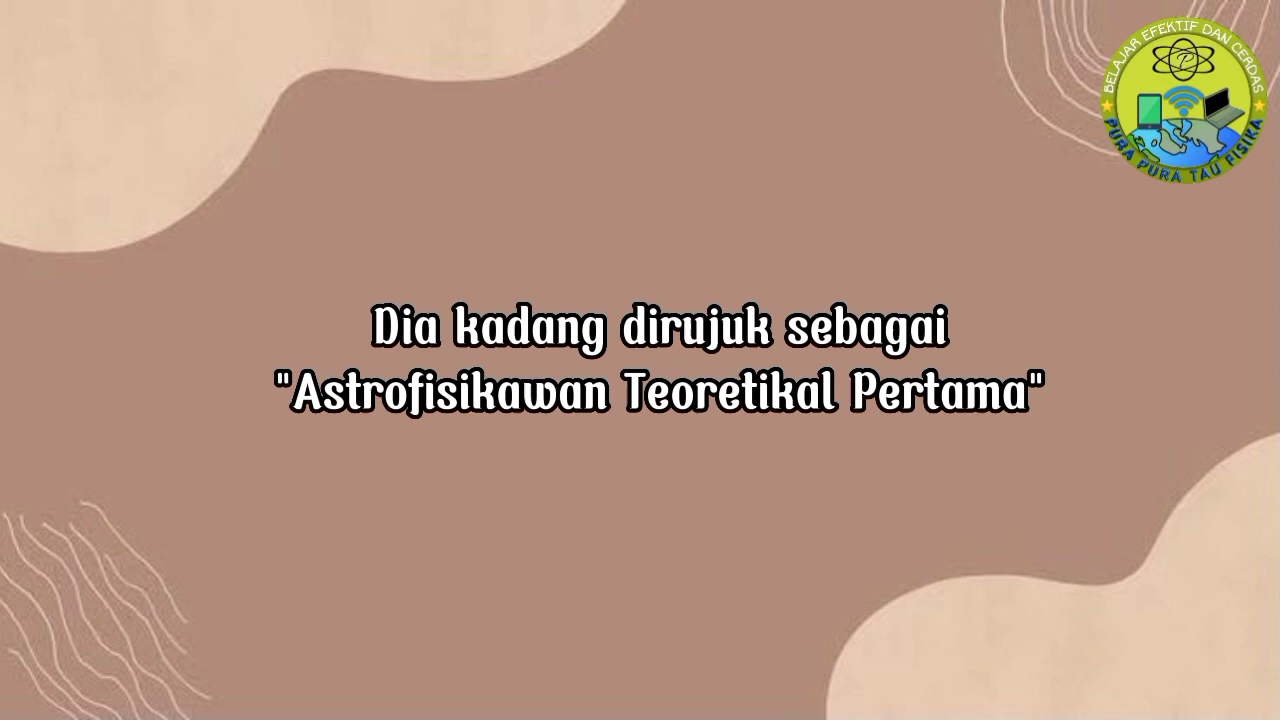 BELAJAR EFEKTIF DAN CERDAS
P
PURA PURA TAU FISIKA
Dia kadang dirujuk sebagai
"Astrofisikawan Teoretikal Pertama"